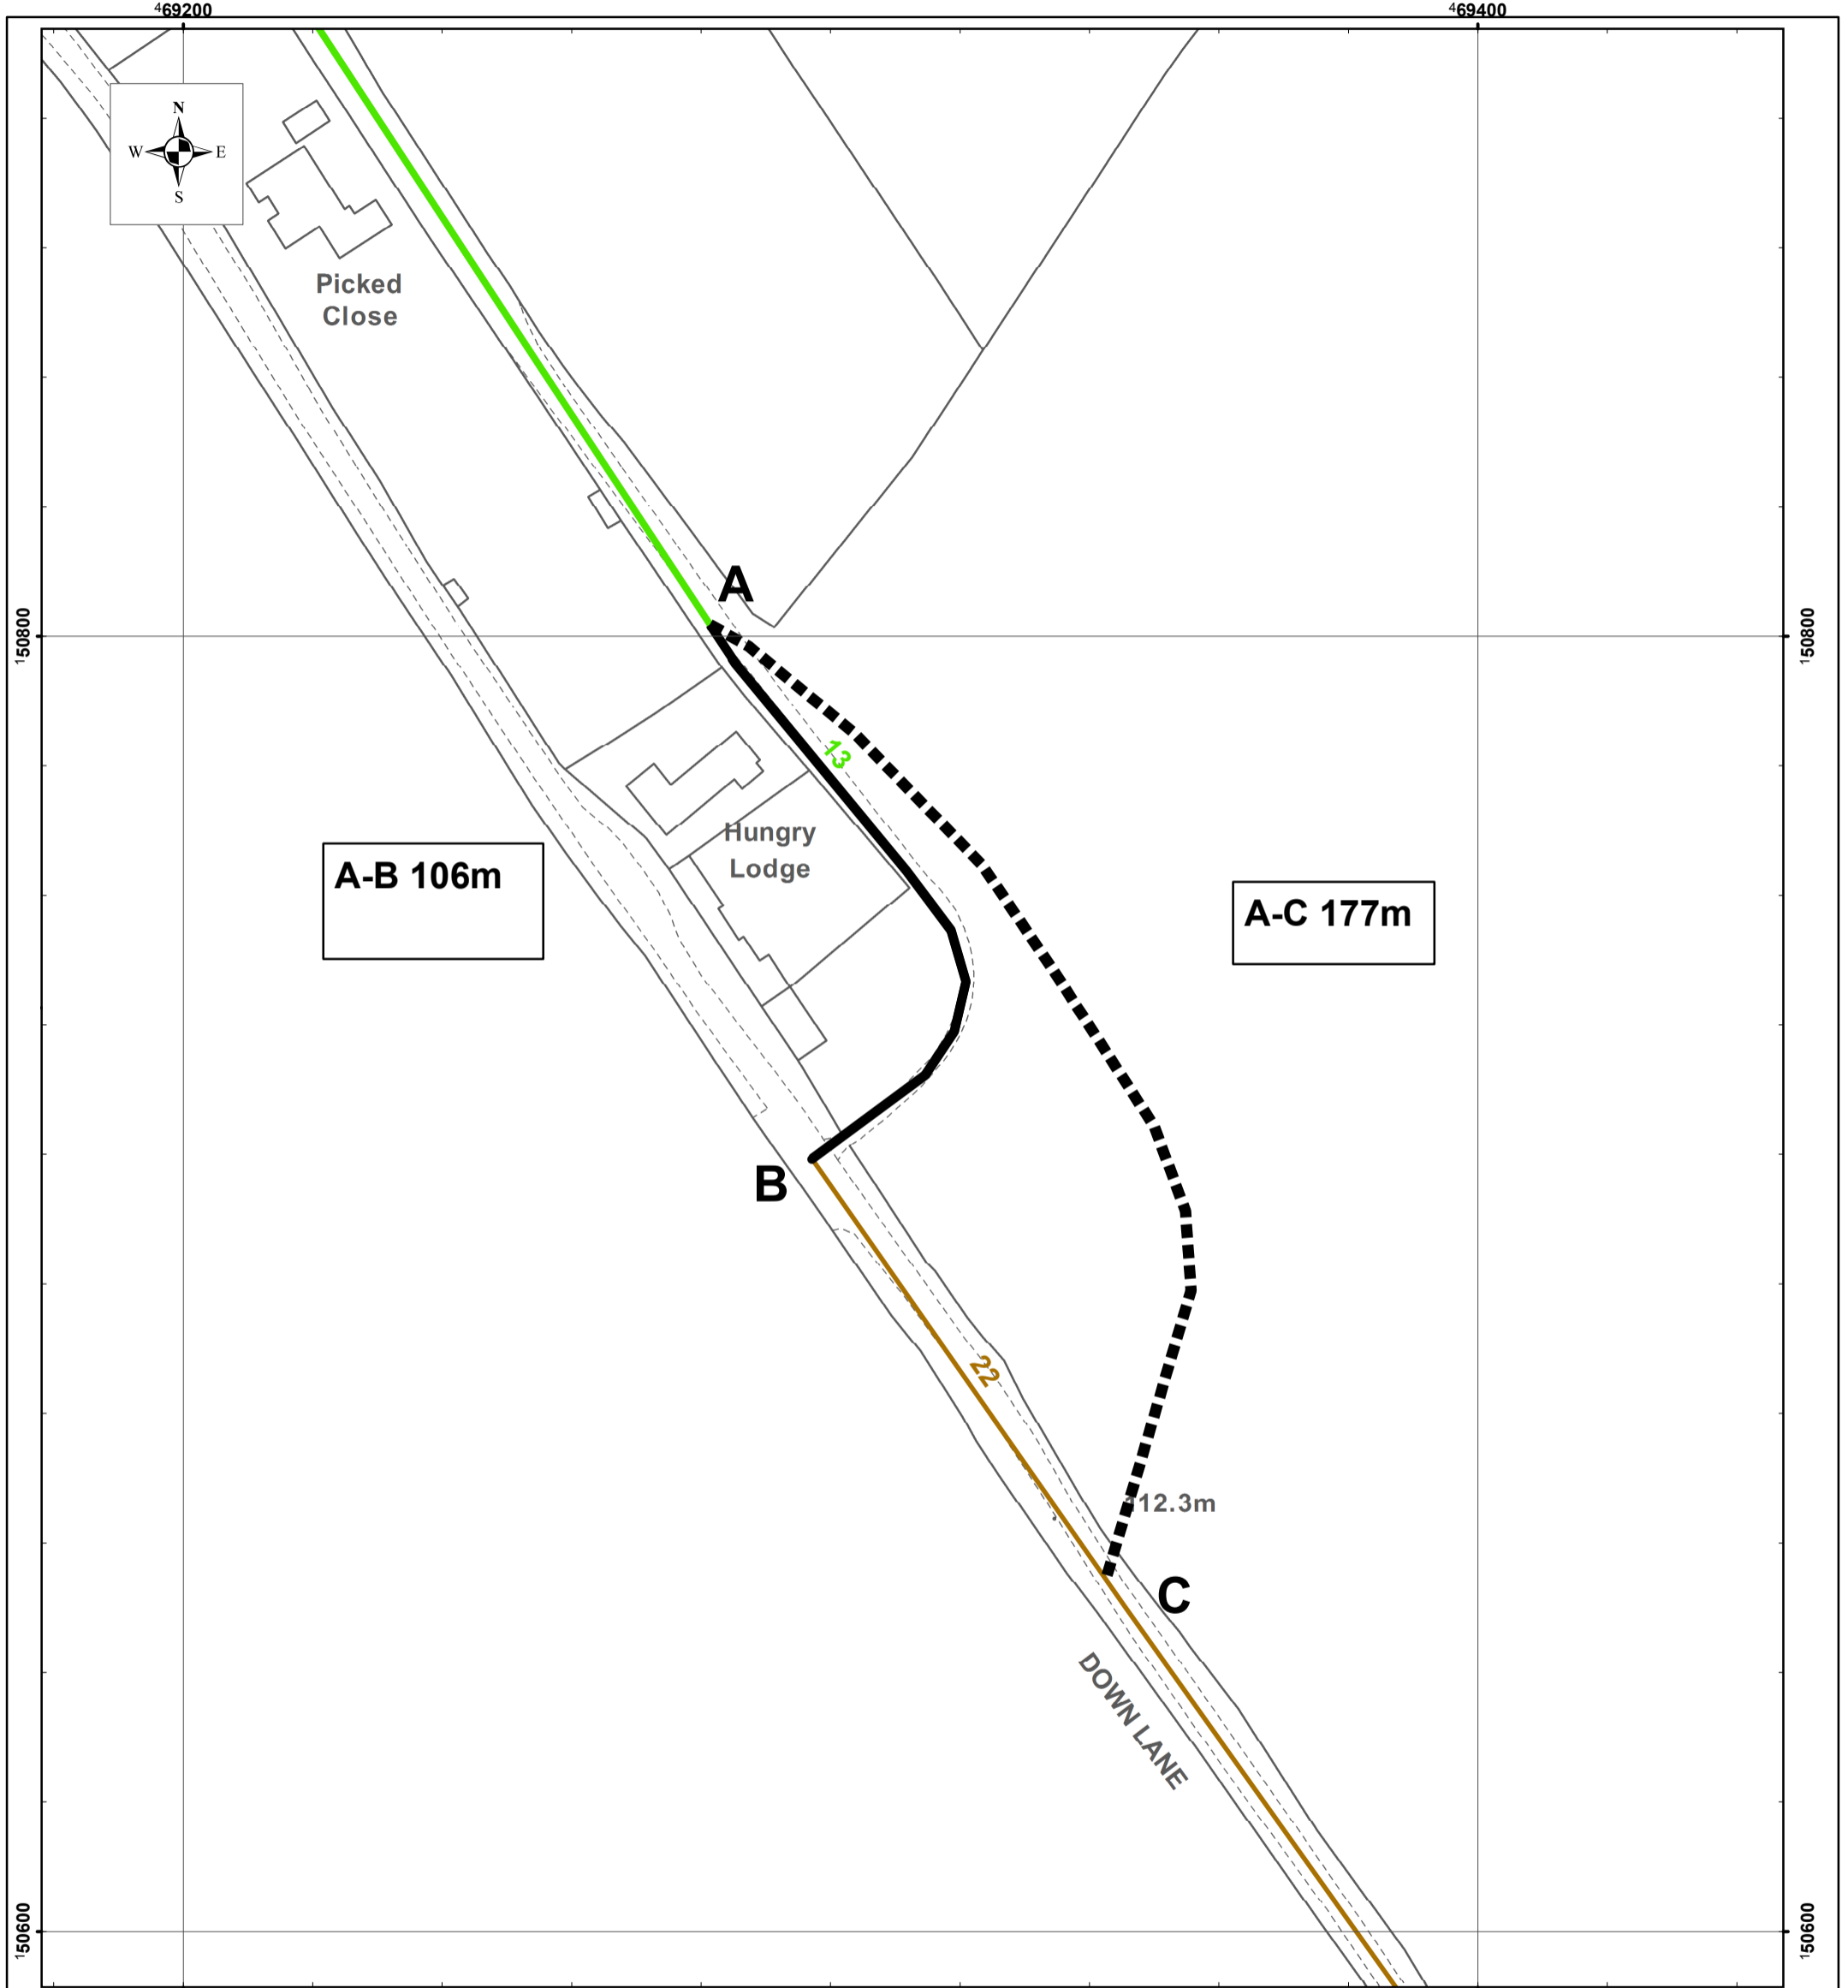 469200
469400
N
W E
S
Picked
Close
A
150800
150800
13
Hungry
Lodge
A-B 106m
A-C 177m
B
22
112.3m
C
DOWN LANE
150600
150600